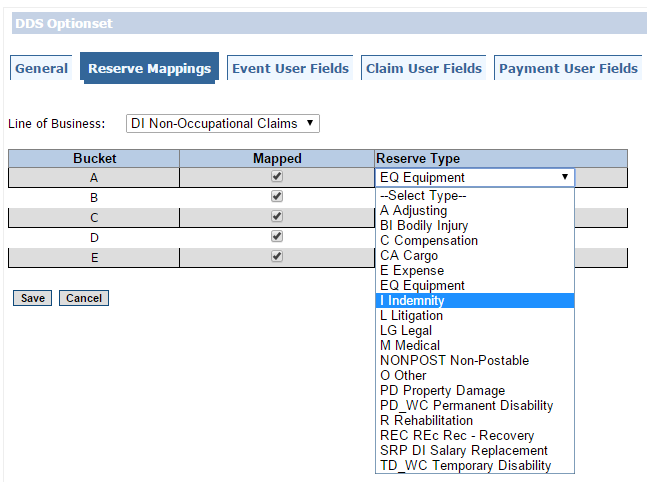 DDS Optionset
General Reserve Mappings Event User Fields Claim User Fields Payment User Fields
Line of Business: DI Non-Occupational Claims
Bucket Mapped Reserve Type
A EQ Equipment
B
C
D
E
--Select Type--
A Adjusting
BI Bodily Injury
C Compensation
CA Cargo
E Expense
EQ Equipment
I Indemnity
L Litigation
LG Legal
M Medical
NONPOST Non-Postable
O Other
PD Property Damage
PD_WC Permanent Disability
R Rehabilitation
REC REc Rec - Recovery
SRP DI Salary Replacement
TD_WC Temporary Disability
Save Cancel